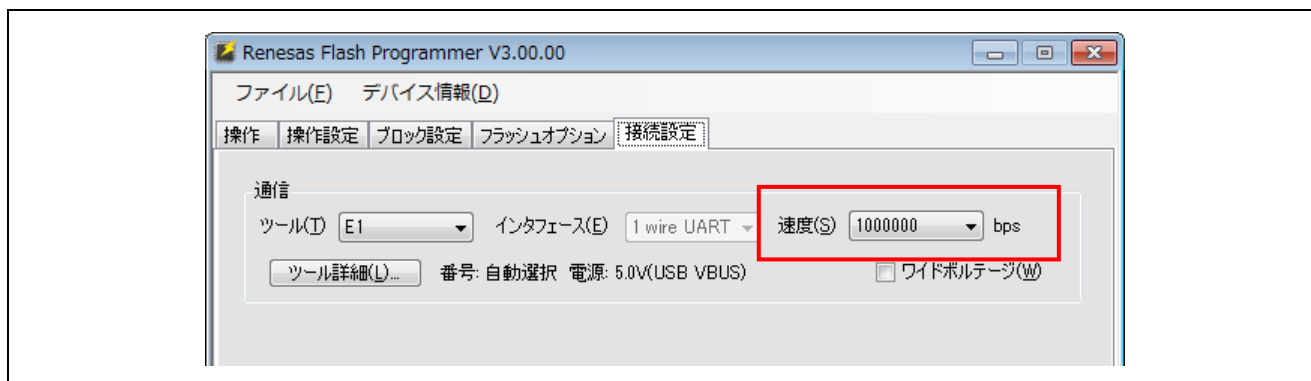 Renesas Flash Programmer V3.00.00
ファイル(F) デバイス情報(D)
操作 操作設定 ブロック設定 フラッシュオプション 接続設定
通信
ツール(T) E1 インタフェース(E) 1 wire UART 速度(S) 1000000 bps
ツール詳細(L)... 番号: 自動選択 電源: 5.0V(USB VBUS) ワイドボルテージ(W)